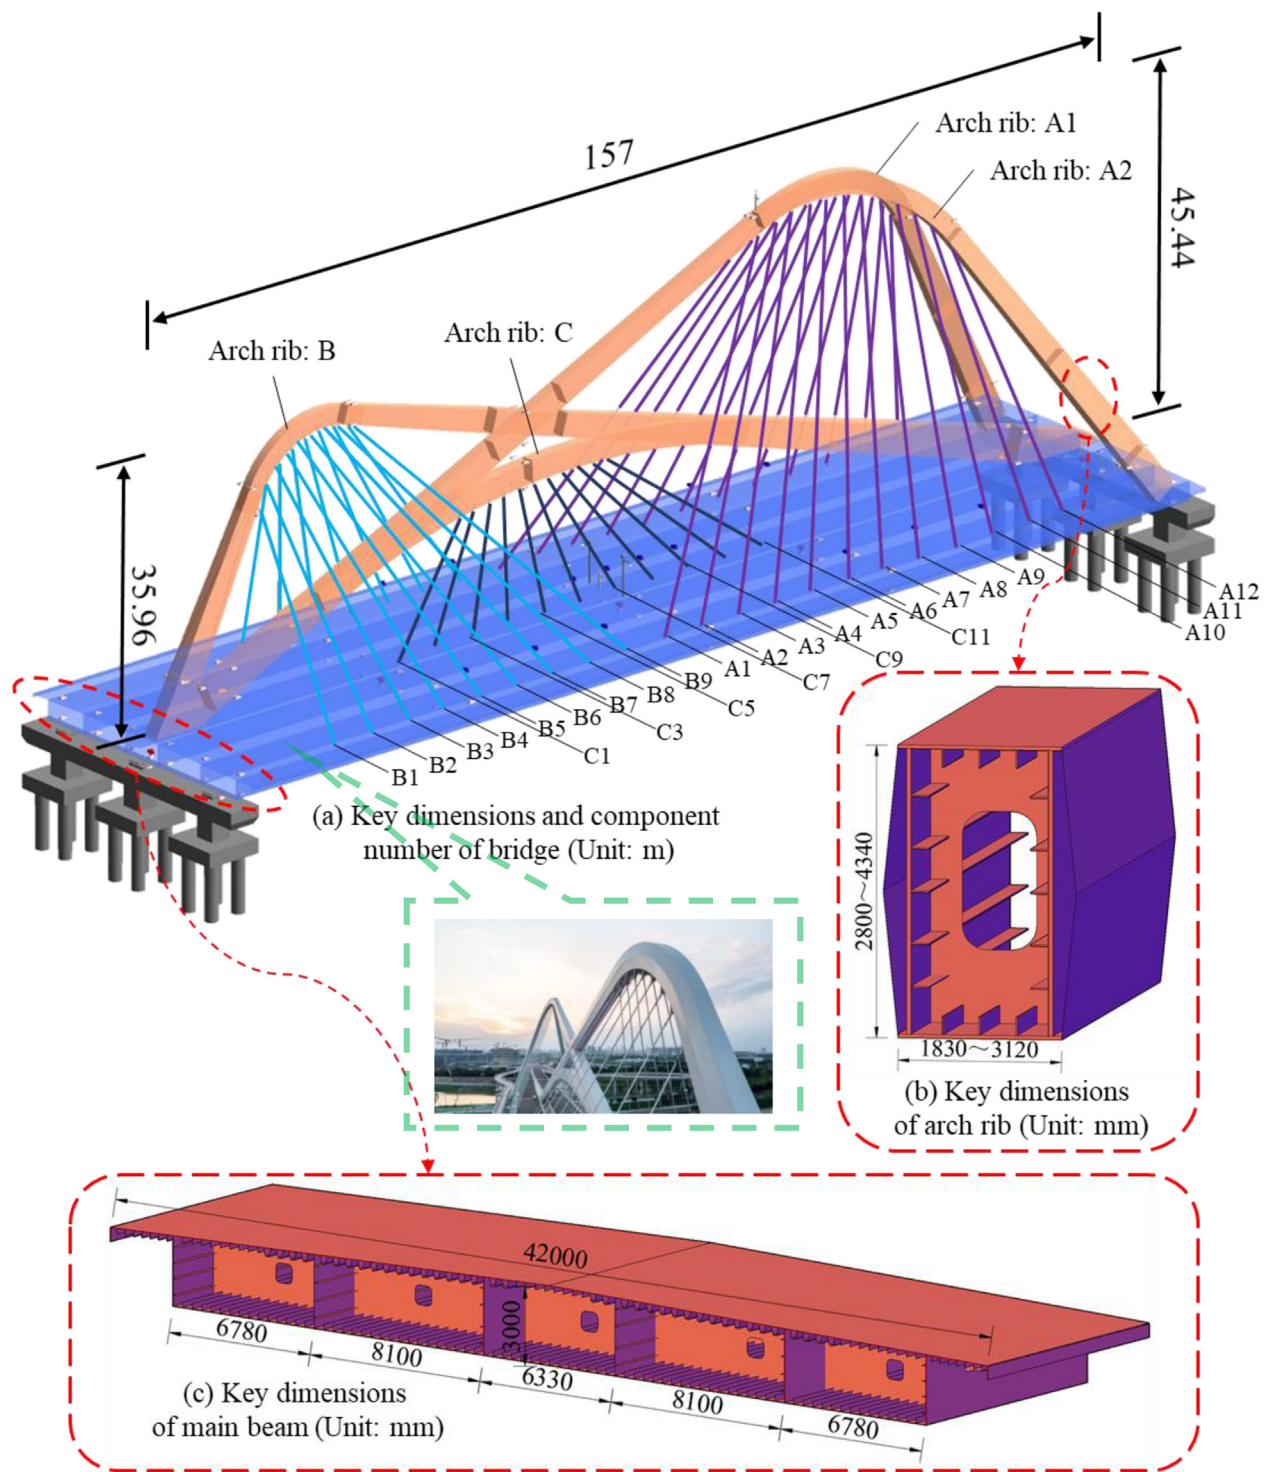 157
45.44
35.96
Arch rib: A1
Arch rib: A2
Arch rib: B
Arch rib: C
A12
A11
A10
A9
A8
A7
A6
C11
A5
A4
C9
A3
A2
C7
A1
B9
C5
B8
B7
C3
B6
B5
C1
B4
B3
B2
B1
(a) Key dimensions and component
number of bridge (Unit: m)
2800～4340
1830～3120
(b) Key dimensions
of arch rib (Unit: mm)
42000
3000
6780
8100
6330
8100
6780
(c) Key dimensions
of main beam (Unit: mm)